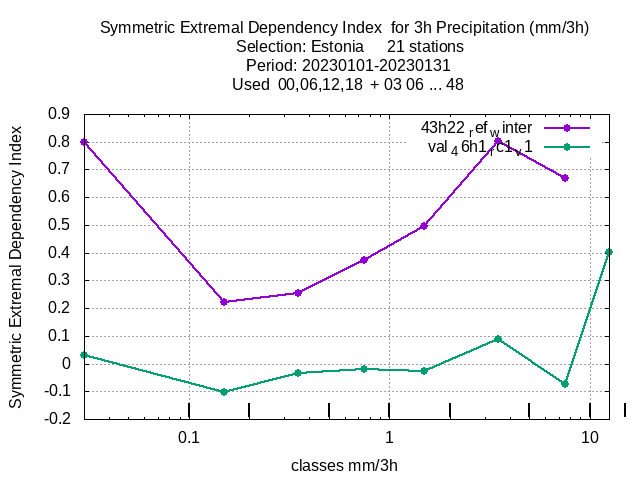 Symmetric Extremal Dependency Index  for 3h Precipitation (mm/3h)
Selection: Estonia     21 stations
Period: 20230101-20230131
Used  00,06,12,18  + 03 06 ... 48
43h22_ref_winter
val_46h1_rc1_v1
Symmetric Extremal Dependency Index
0.9
0.8
0.7
0.6
0.5
0.4
0.3
0.2
0.1
0
-0.1
-0.2
0.1 1 10
classes mm/3h